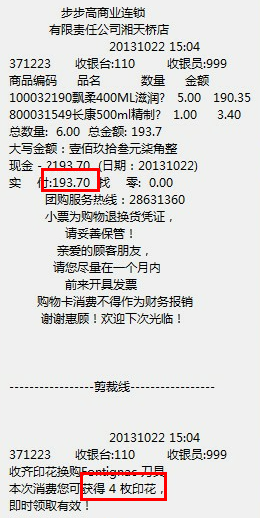 步步高商业连锁
有限责任公司湘天桥店
20131022 15:04
371223 收银台:110 收银员:999
商品编码 品名 数量 金额
100032190飘柔400ML滋润? 5.00 190.35
800031549长康500ml精制? 1.00 3.40
总数量: 6.00 总金额: 193.7
大写金额：壹佰玖拾叁元柒角整
现金 - 2193.70 (日期：20131022)
实 付:193.70 找 零: 0.00
团购服务热线：28631360
小票为购物退换货凭证，
请妥善保管！
亲爱的顾客朋友，
请您尽量在一个月内
前来开具发票
购物卡消费不得作为财务报销
谢谢惠顾！欢迎下次光临！
-----------------剪裁线-----------------
20131022 15:04
371223 收银台:110 收银员:999
收齐印花换购Fontignac 刀具
本次消费您可获得 4 枚印花，
即时领取有效！